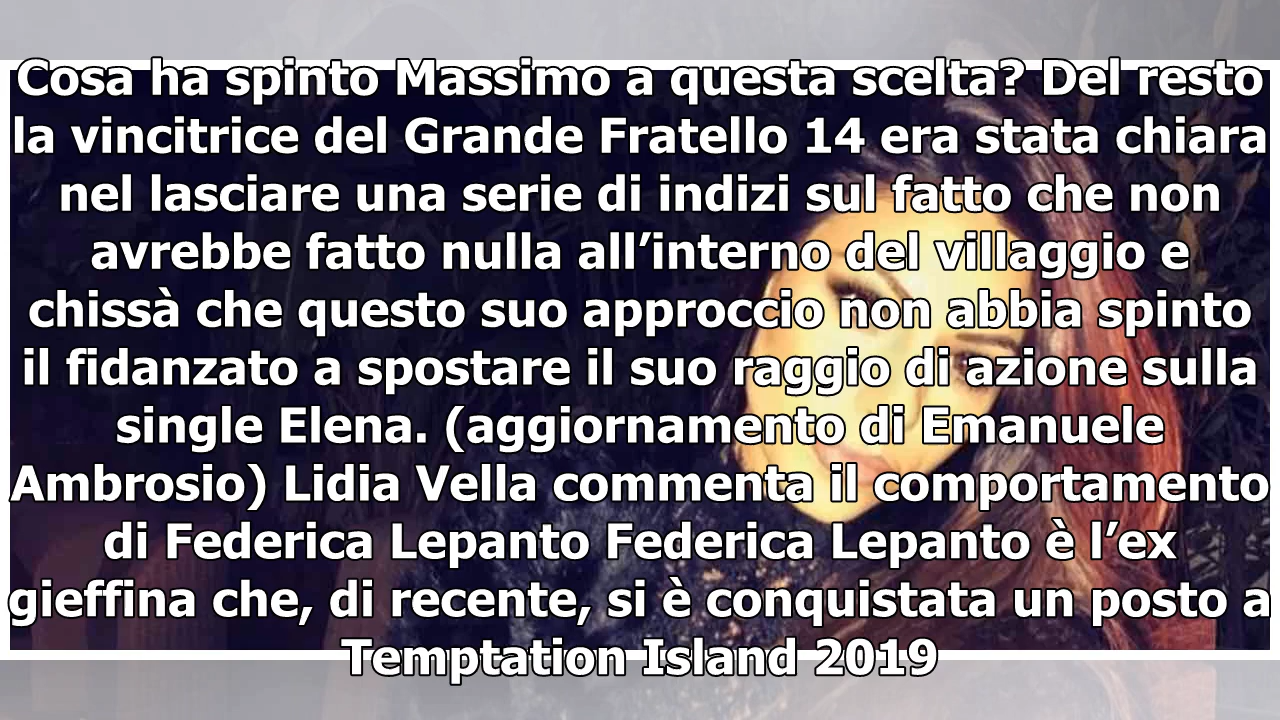 Cosa ha spinto Massimo a questa scelta? Del resto
la vincitrice del Grande Fratello 14 era stata chiara
nel lasciare una serie di indizi sul fatto che non
avrebbe fatto nulla all’interno del villaggio e
chissà che questo suo approccio non abbia spinto
il fidanzato a spostare il suo raggio di azione sulla
single Elena. (aggiornamento di Emanuele
Ambrosio) Lidia Vella commenta il comportamento
di Federica Lepanto Federica Lepanto è l’ex
gieffina che, di recente, si è conquistata un posto a
Temptation Island 2019